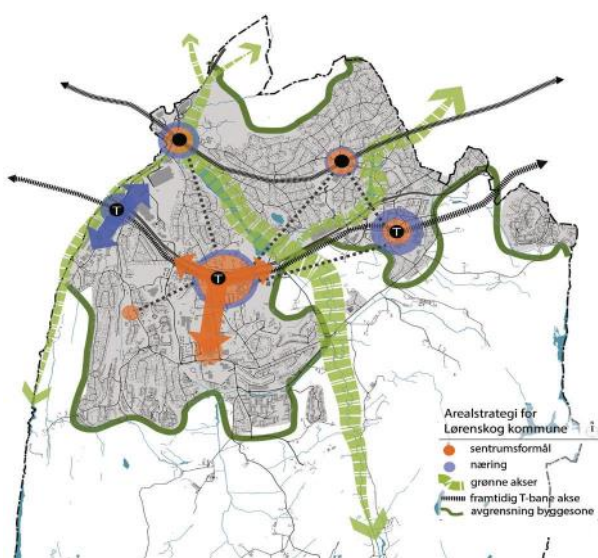 T
T
T
Arealstrategi for
Lørenskog kommune
sentrumsformål
næring
grønne akser
framtidig T-bane akse
avgrensning byggesone